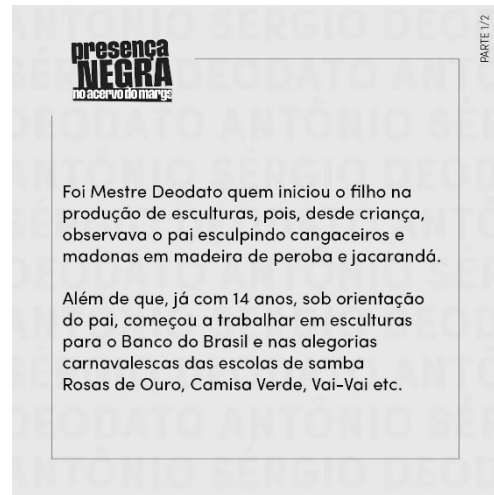 presença
NEGRA
no acervo do margs
PARTE 1/2
Foi Mestre Deodato quem iniciou o filho na
produção de esculturas, pois, desde criança,
observava o pai esculpindo cangaceiros e
madonas em madeira de peroba e jacarandá.
Além de que, já com 14 anos, sob orientação
do pai, começou a trabalhar em esculturas
para o Banco do Brasil e nas alegorias
carnavalescas das escolas de samba
Rosas de Ouro, Camisa Verde, Vai-Vai etc.